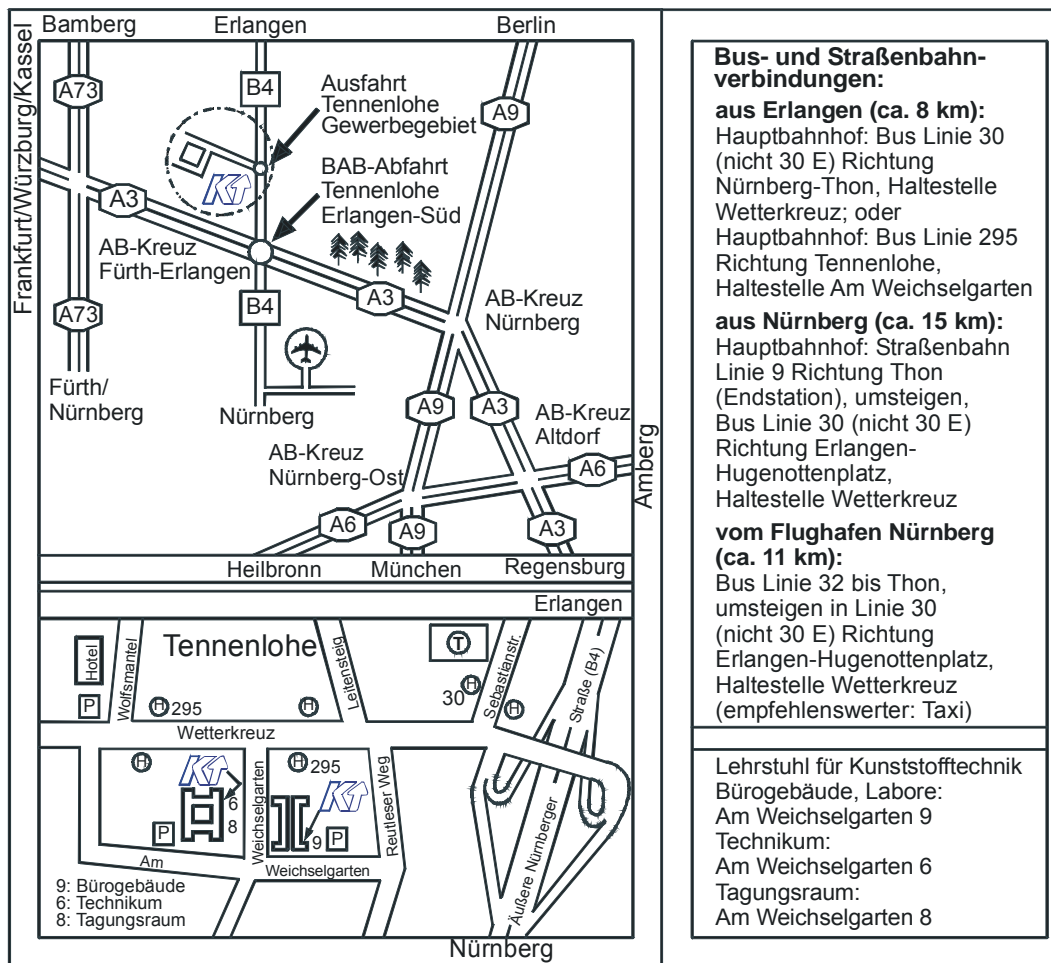 Bamberg
Erlangen
Berlin
Frankfurt/Würzburg/Kassel
A73
B4
Ausfahrt
Tennenlohe
Gewerbegebiet
A9
KT
BAB-Abfahrt
Tennenlohe
Erlangen-Süd
A3
AB-Kreuz
Fürth-Erlangen
A73
B4
A3
AB-Kreuz
Nürnberg
Fürth/
Nürnberg
Nürnberg
A9
A3
AB-Kreuz
Altdorf
AB-Kreuz
Nürnberg-Ost
A6
Amberg
A6
A9
A3
Heilbronn
München
Regensburg
Erlangen
Hotel
P
Wolfsmantel
Tennenlohe
Leitensteig
T
H
30
Sebastianstr.
H
Straße (B4)
H 295
H
Wetterkreuz
H
KT
6
8
P
Weichselgarten
H 295
KT
9
P
Reutleser Weg
Äußere Nürnberger
Am
Weichselgarten
9: Bürogebäude
6: Technikum
8: Tagungsraum
Nürnberg
Bus- und Straßenbahn-
verbindungen:
aus Erlangen (ca. 8 km):
Hauptbahnhof: Bus Linie 30
(nicht 30 E) Richtung
Nürnberg-Thon, Haltestelle
Wetterkreuz; oder
Hauptbahnhof: Bus Linie 295
Richtung Tennenlohe,
Haltestelle Am Weichselgarten
aus Nürnberg (ca. 15 km):
Hauptbahnhof: Straßenbahn
Linie 9 Richtung Thon
(Endstation), umsteigen,
Bus Linie 30 (nicht 30 E)
Richtung Erlangen-
Hugenottenplatz,
Haltestelle Wetterkreuz
vom Flughafen Nürnberg
(ca. 11 km):
Bus Linie 32 bis Thon,
umsteigen in Linie 30
(nicht 30 E) Richtung
Erlangen-Hugenottenplatz,
Haltestelle Wetterkreuz
(empfehlenswerter: Taxi)
Lehrstuhl für Kunststofftechnik
Bürogebäude, Labore:
Am Weichselgarten 9
Technikum:
Am Weichselgarten 6
Tagungsraum:
Am Weichselgarten 8